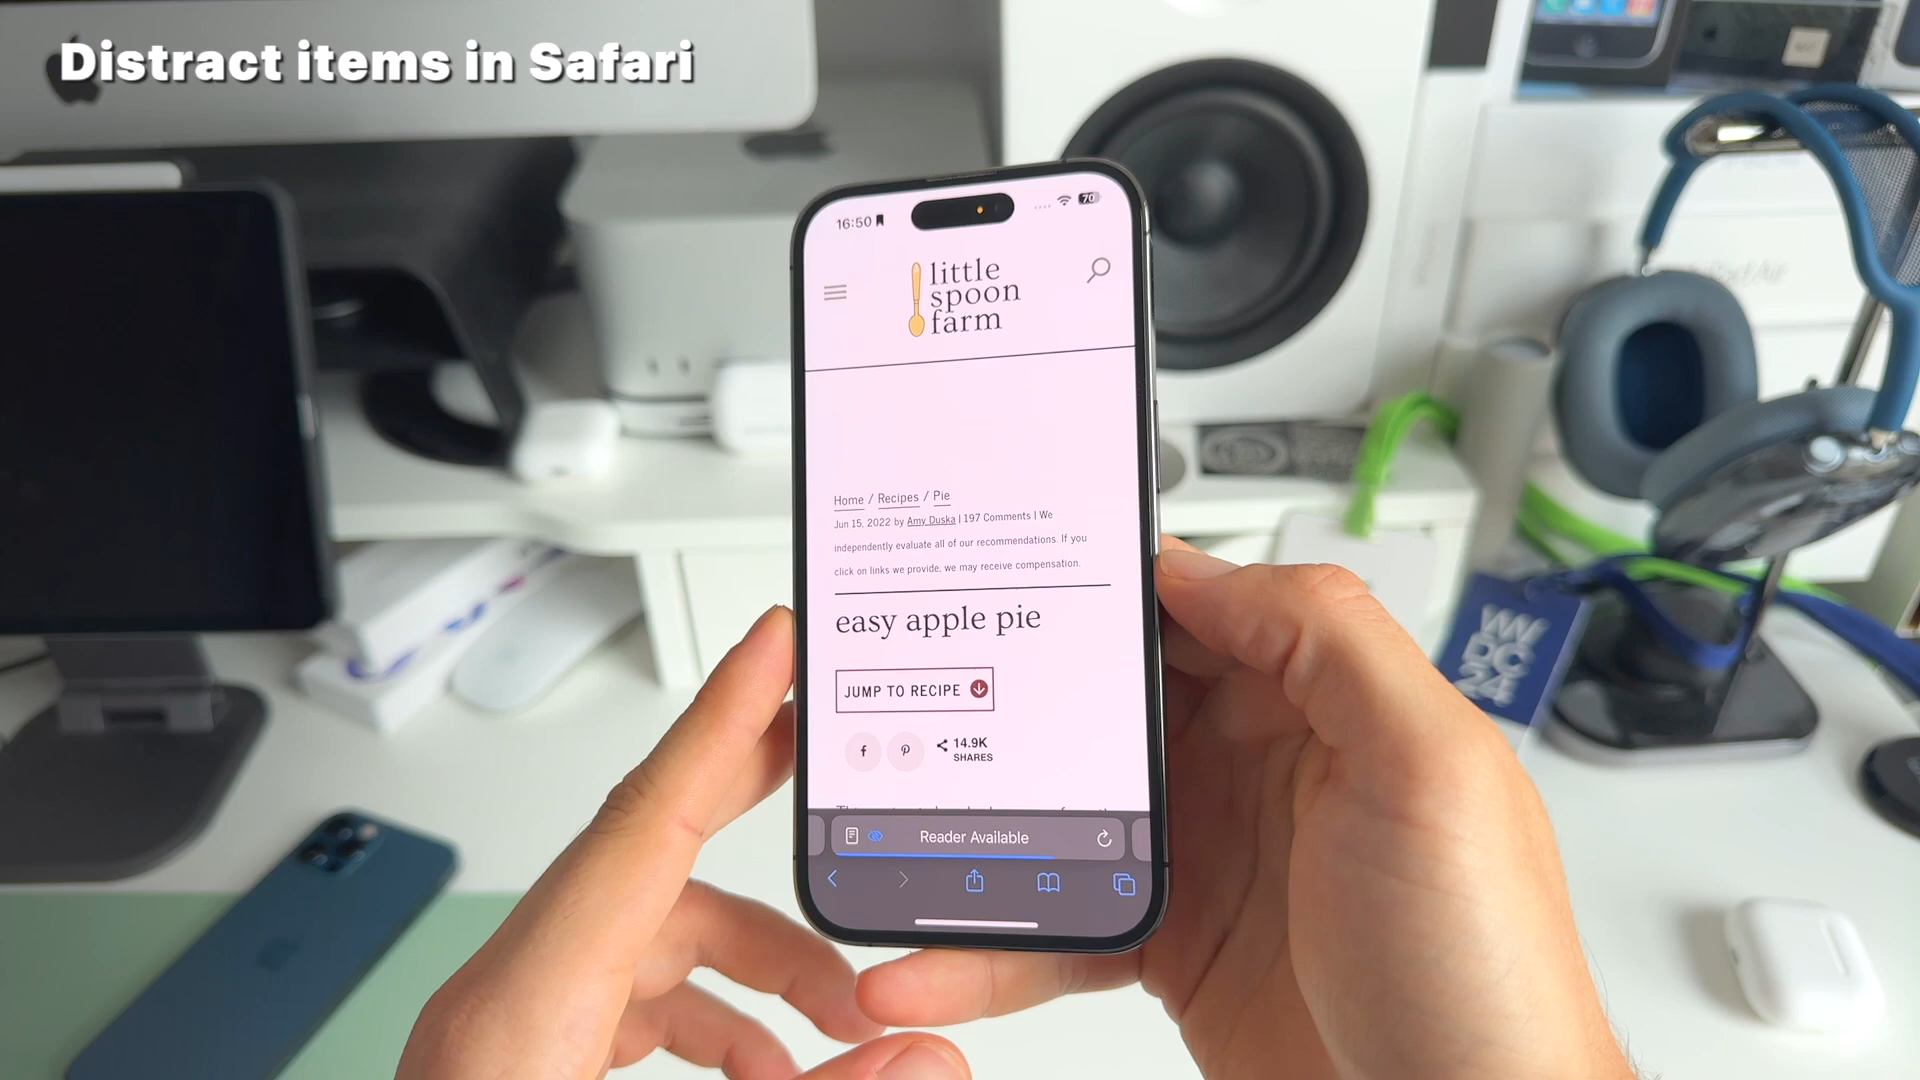 Distract items in Safari
16:50
70
little
spoon
farm
Home / Recipes / Pie
Jun 15, 2022 by Amy Duska | 197 Comments | We
independently evaluate all of our recommendations. If you
click on links we provide, we may receive compensation.
easy apple pie
JUMP TO RECIPE
14.9K
SHARES
Reader Available
WWDC24